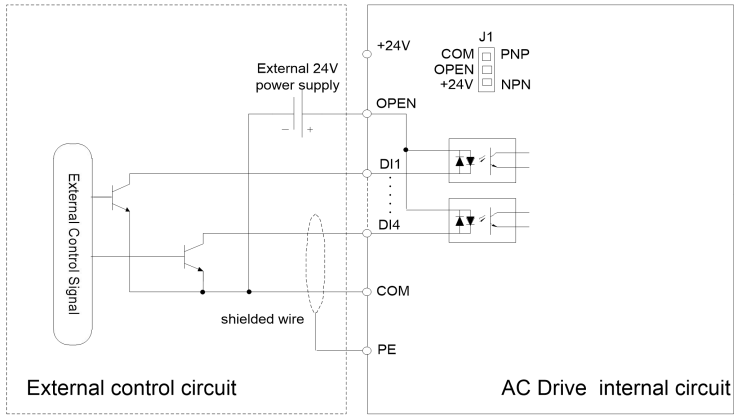 +24V
J1
COM PNP
OPEN
+24V NPN
External 24V
power supply
− +
OPEN
DI1
DI4
External Control Signal
COM
shielded wire
PE
External control circuit
AC Drive internal circuit